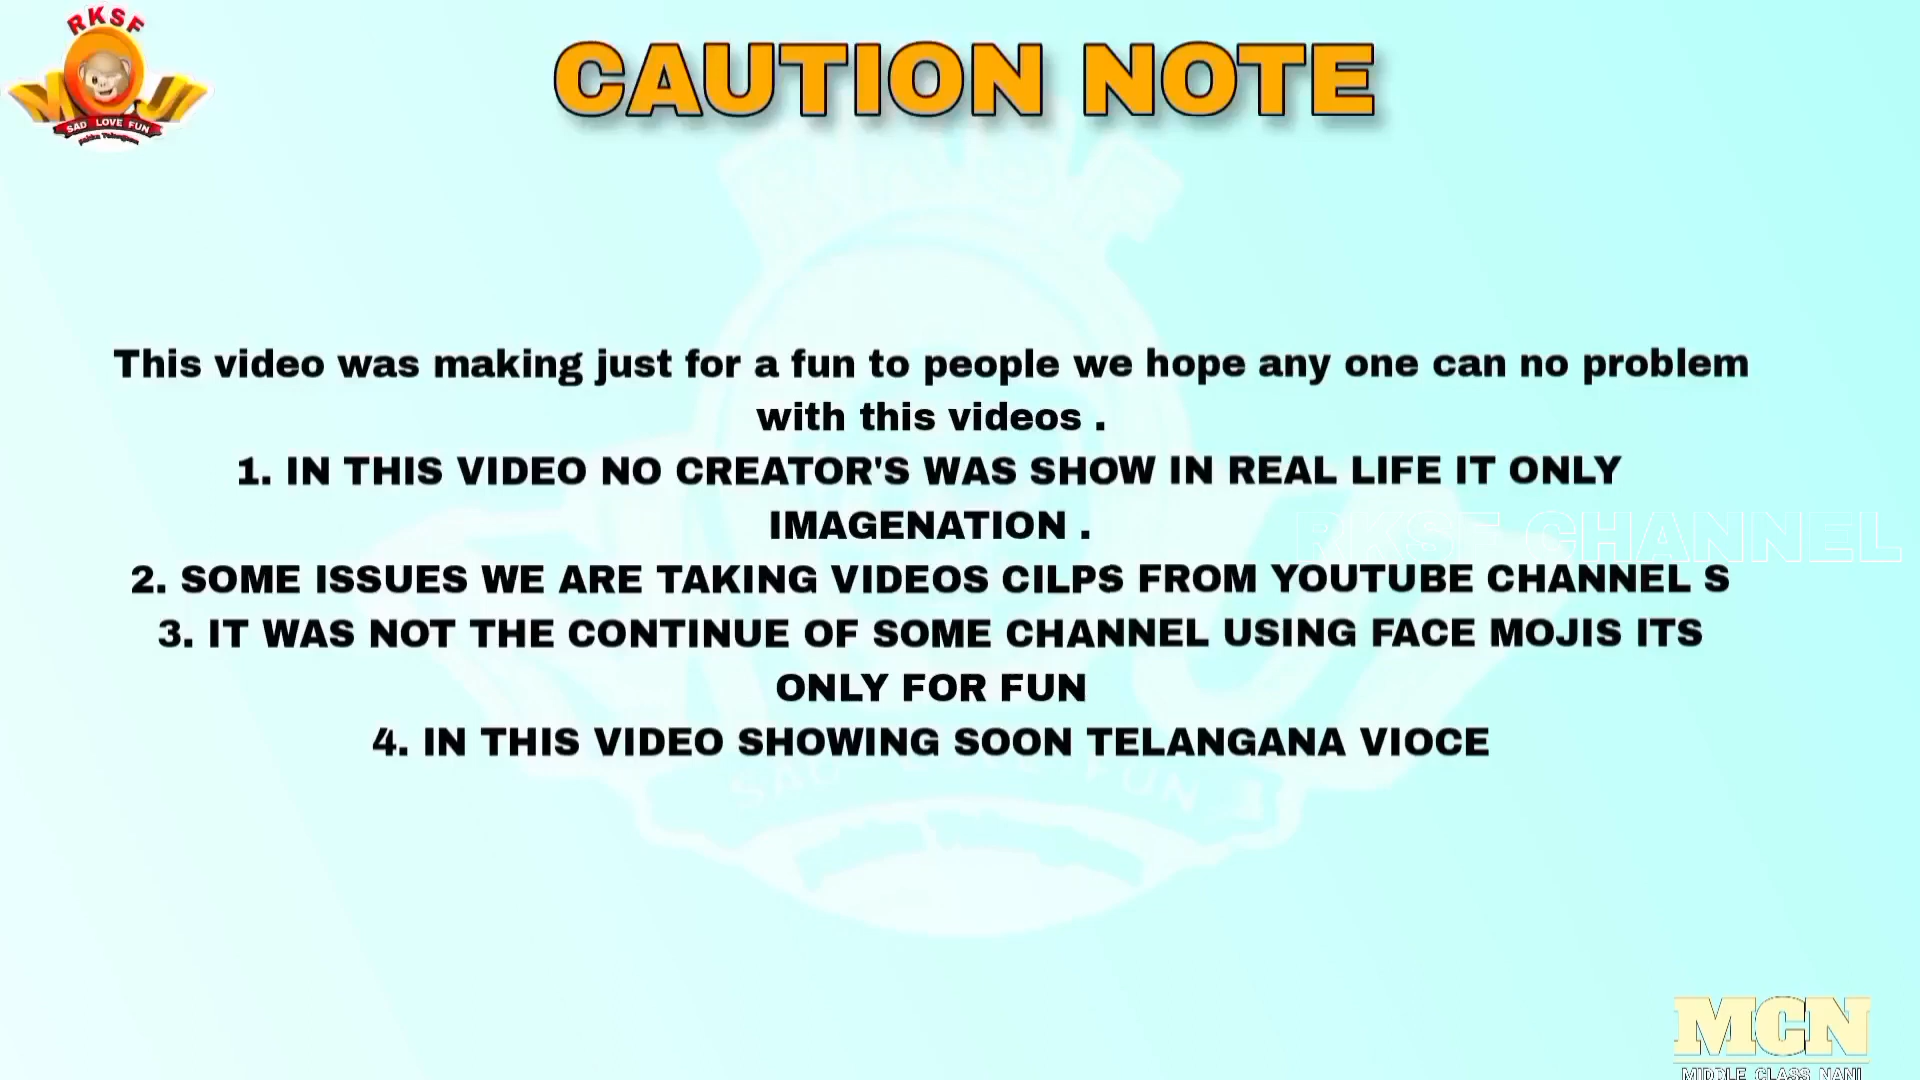 RKSF
CAUTION NOTE
MOJI
SAD LOVE FUN
This video was making just for a fun to people we hope any one can no problem
with this videos .
1. IN THIS VIDEO NO CREATOR'S WAS SHOW IN REAL LIFE IT ONLY
IMAGENATION .
RKSF CHANNEL
2. SOME ISSUES WE ARE TAKING VIDEOS CILPS FROM YOUTUBE CHANNEL S
3. IT WAS NOT THE CONTINUE OF SOME CHANNEL USING FACE MOJIS ITS
ONLY FOR FUN
4. IN THIS VIDEO SHOWING SOON TELANGANA VIOCE
SAD LOVE FUN
MCN
MIDDLE CLASS NANI